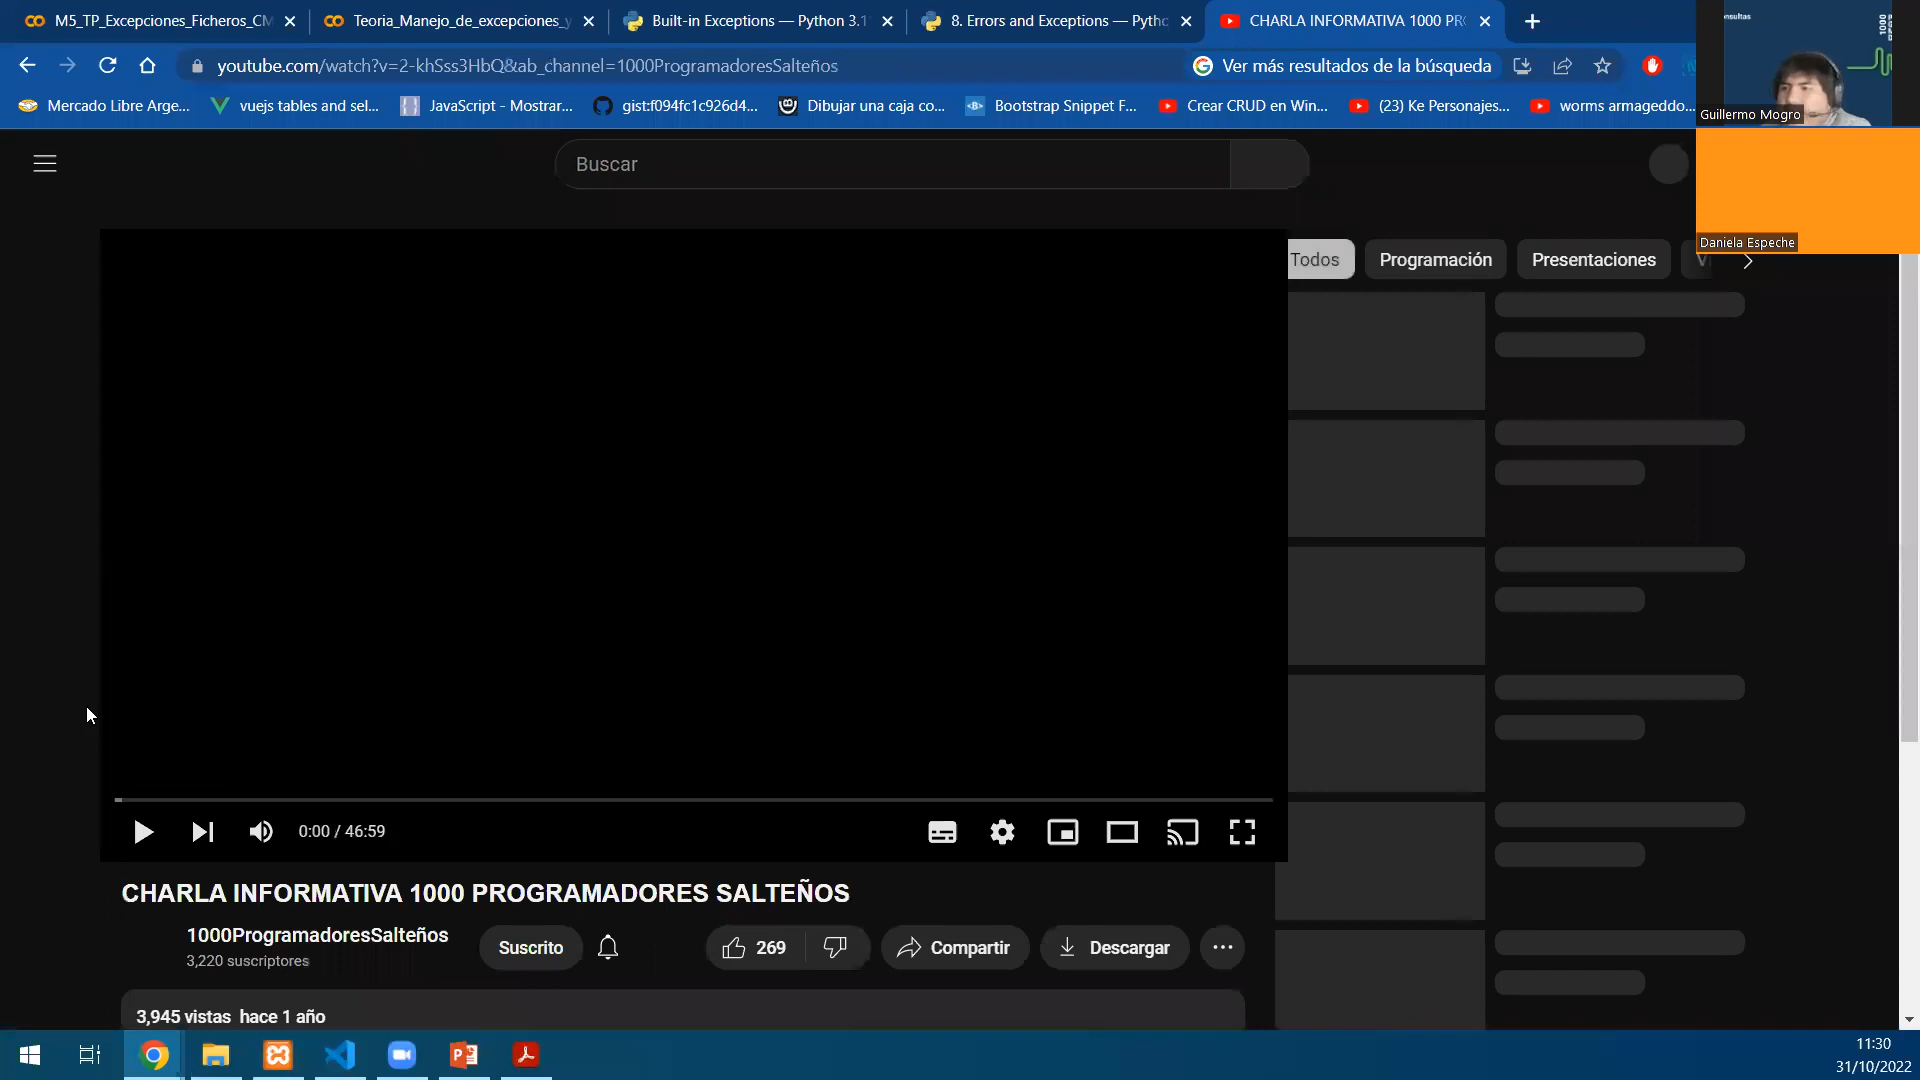 M5_TP_Excepciones_Ficheros_CM
Teoria_Manejo_de_excepciones_y
Built-in Exceptions — Python 3.1
8. Errors and Exceptions — Pytho
CHARLA INFORMATIVA 1000 PR
youtube.com/watch?v=2-khSss3HbQ&ab_channel=1000ProgramadoresSalteños
Ver más resultados de la búsqueda
Mercado Libre Arge...
vuejs tables and sel...
JavaScript - Mostrar...
gist:f094fc1c926d4...
Dibujar una caja co...
Bootstrap Snippet F...
Crear CRUD en Win...
(23) Ke Personajes...
worms armageddo...
nsultas
1000
Guillermo Mogro
Buscar
Daniela Espeche
Todos
Programación
Presentaciones
0:00 / 46:59
CHARLA INFORMATIVA 1000 PROGRAMADORES SALTEÑOS
1000ProgramadoresSalteños
3,220 suscriptores
Suscrito
269
Compartir
Descargar
3,945 vistas hace 1 año
11:30
31/10/2022